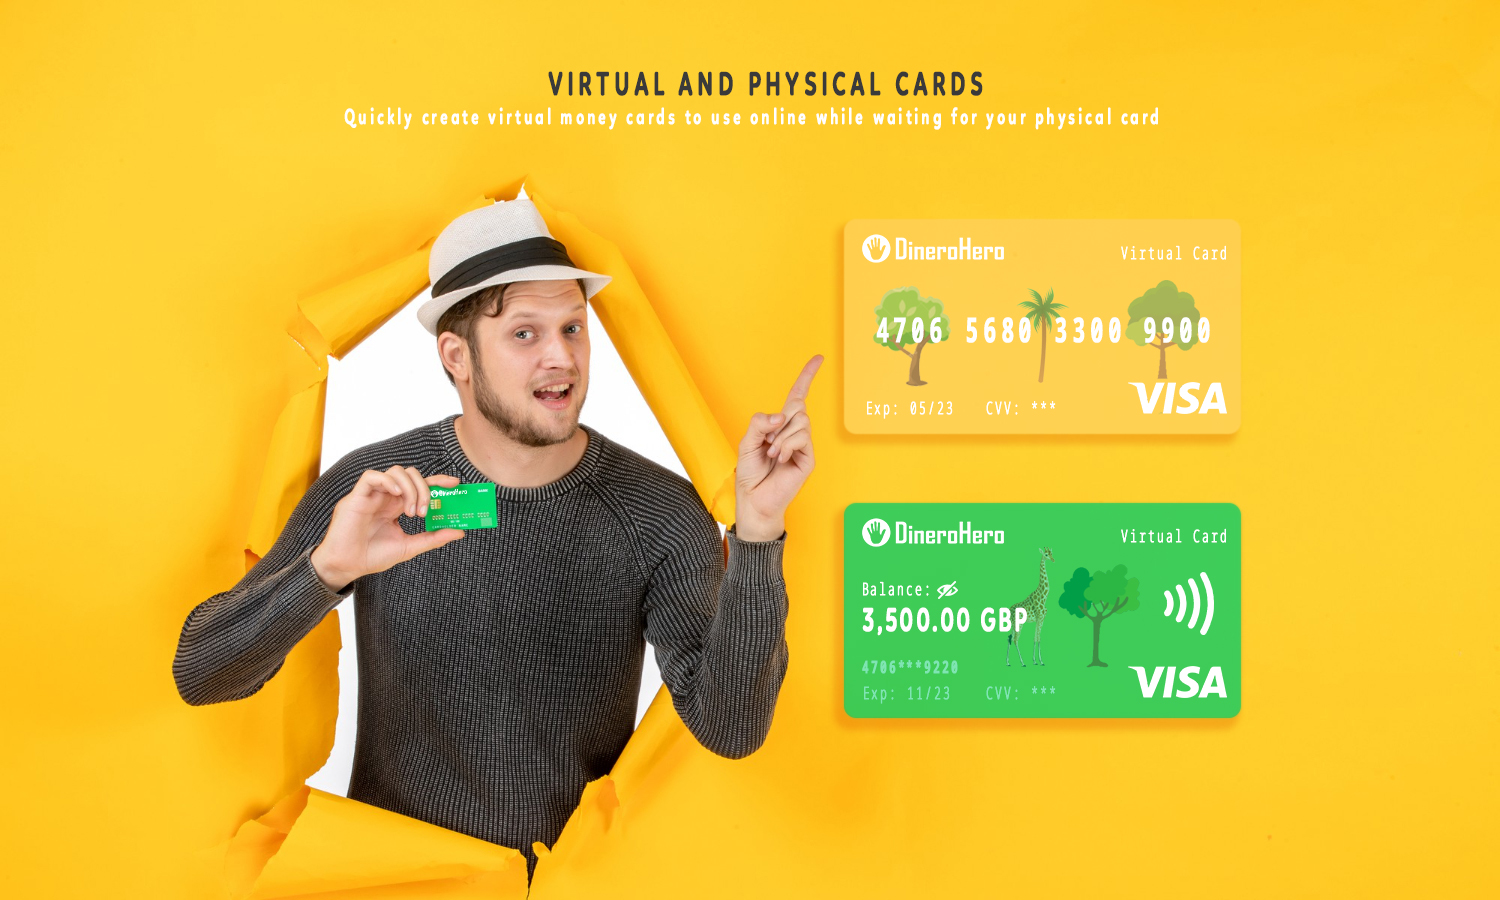 VIRTUAL AND PHYSICAL CARDS
Quickly create virtual money cards to use online while waiting for your physical card
DineroHero
Virtual Card
4706 5680 3300 9900
Exp: 05/23 CVV: ***
VISA
DineroHero
Virtual Card
Balance:
3,500.00 GBP
4706***9220
Exp: 11/23 CVV: ***
VISA
DineroHero